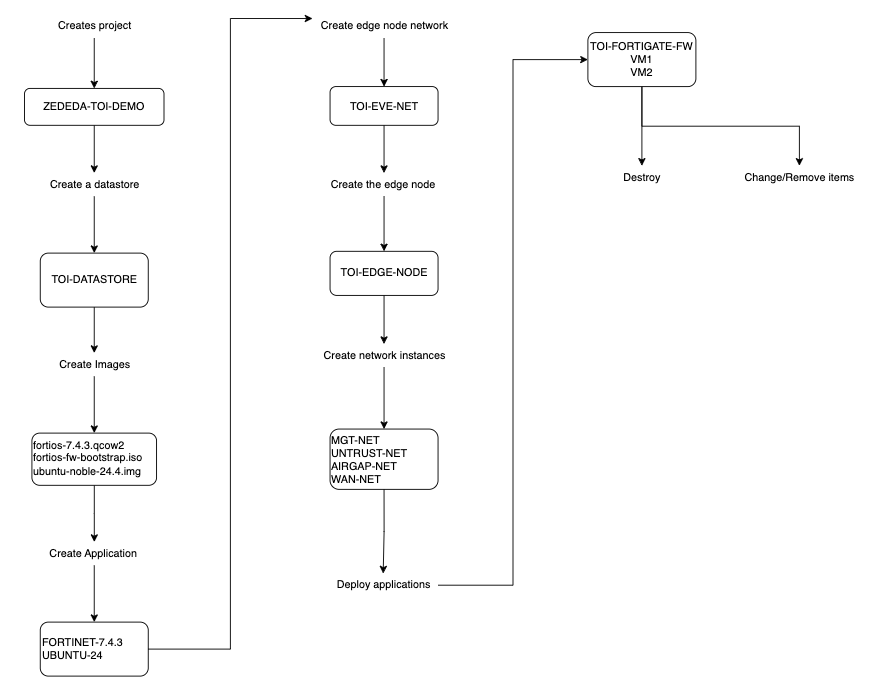 Creates project
ZEDEDA-TOI-DEMO
Create a datastore
TOI-DATASTORE
Create Images
fortios-7.4.3.qcow2
fortios-fw-bootstrap.iso
ubuntu-noble-24.4.img
Create Application
FORTINET-7.4.3
UBUNTU-24
Create edge node network
TOI-EVE-NET
Create the edge node
TOI-EDGE-NODE
Create network instances
MGT-NET
UNTRUST-NET
AIRGAP-NET
WAN-NET
Deploy applications
TOI-FORTIGATE-FW
VM1
VM2
Destroy
Change/Remove items